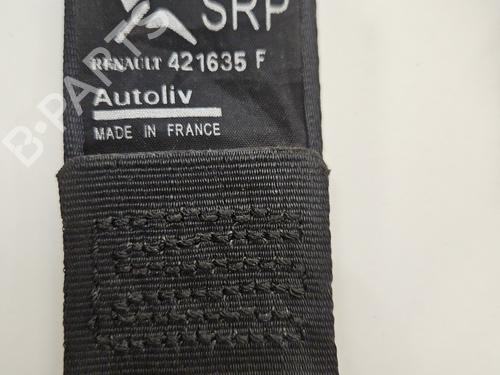 SRP
RENAULT 421635 F
Autoliv
MADE IN FRANCE
B-PARTS